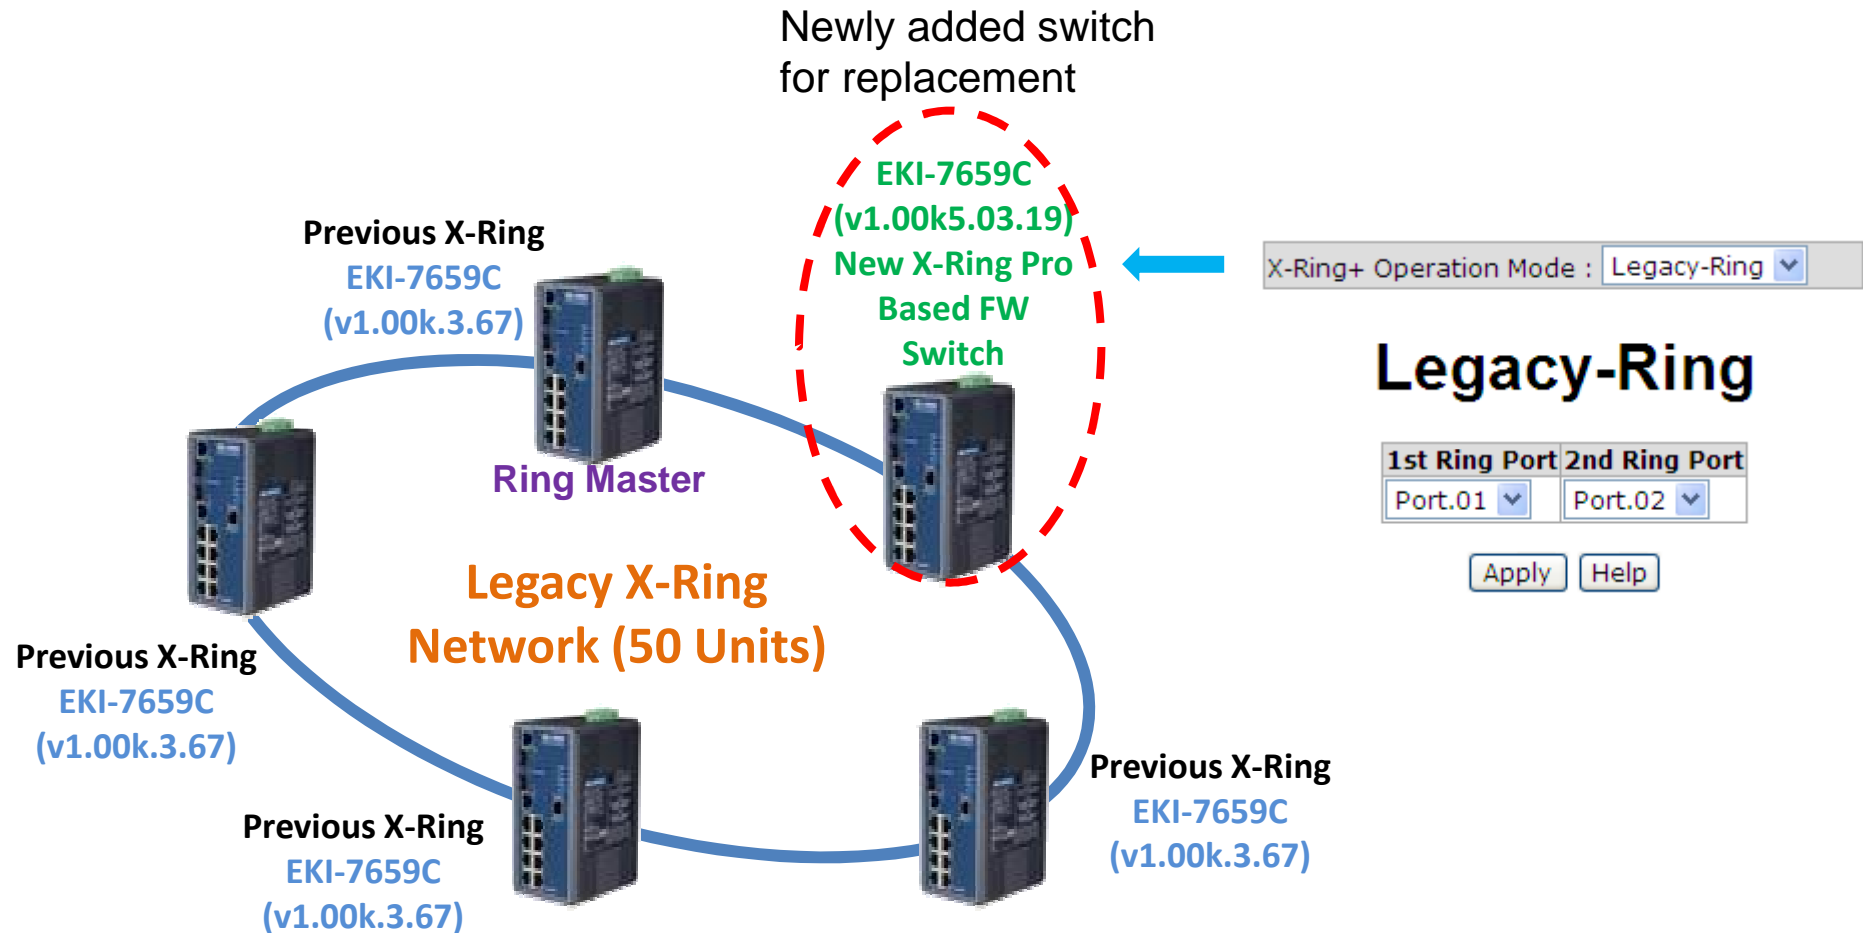 Newly added switch
for replacement
EKI-7659C
(v1.00k5.03.19)
New X-Ring Pro
Based FW
Switch
Previous X-Ring
EKI-7659C
(v1.00k.3.67)
Ring Master
X-Ring+ Operation Mode : Legacy-Ring
Legacy-Ring
1st Ring Port 2nd Ring Port
Port.01 Port.02
Apply Help
Legacy X-Ring
Network (50 Units)
Previous X-Ring
EKI-7659C
(v1.00k.3.67)
Previous X-Ring
EKI-7659C
(v1.00k.3.67)
Previous X-Ring
EKI-7659C
(v1.00k.3.67)